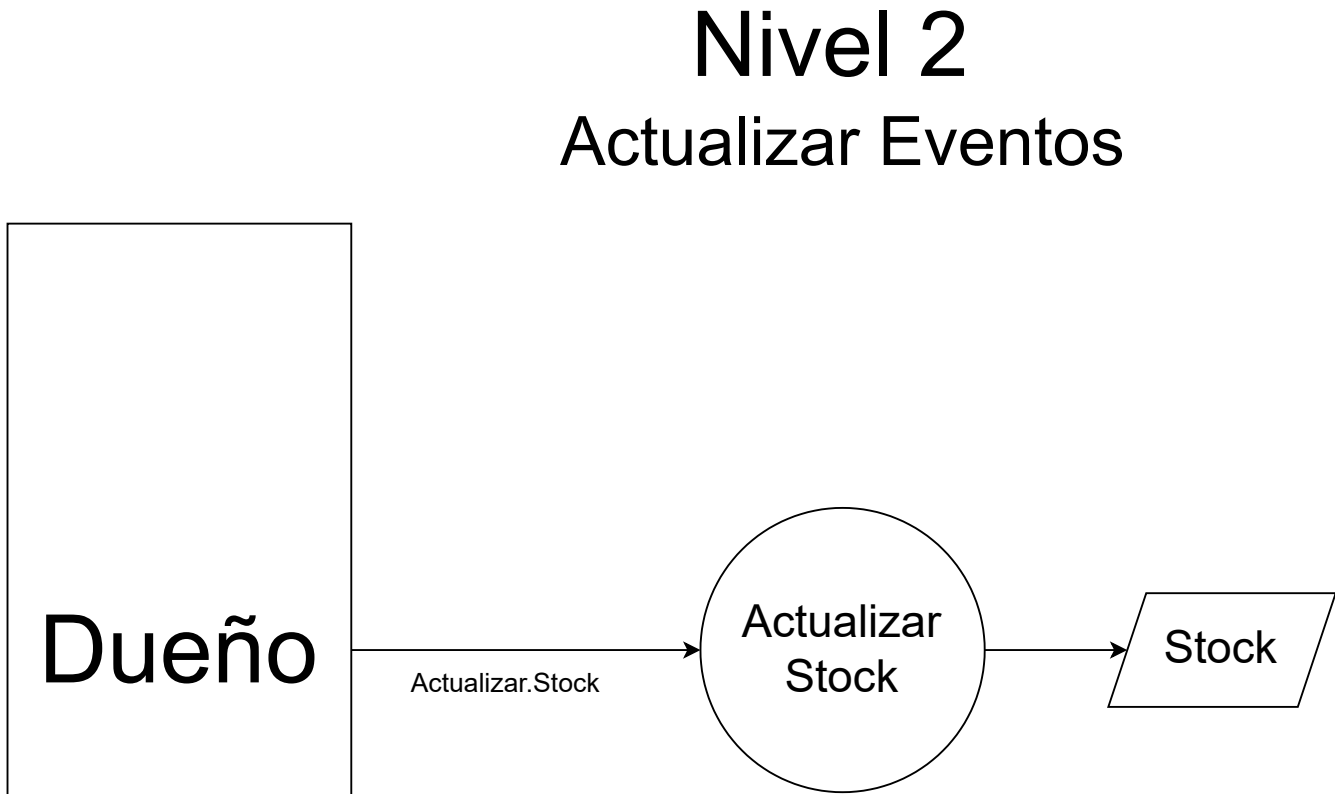 Nivel 2
Actualizar Eventos
Dueño
Actualizar.Stock
Actualizar
Stock
Stock